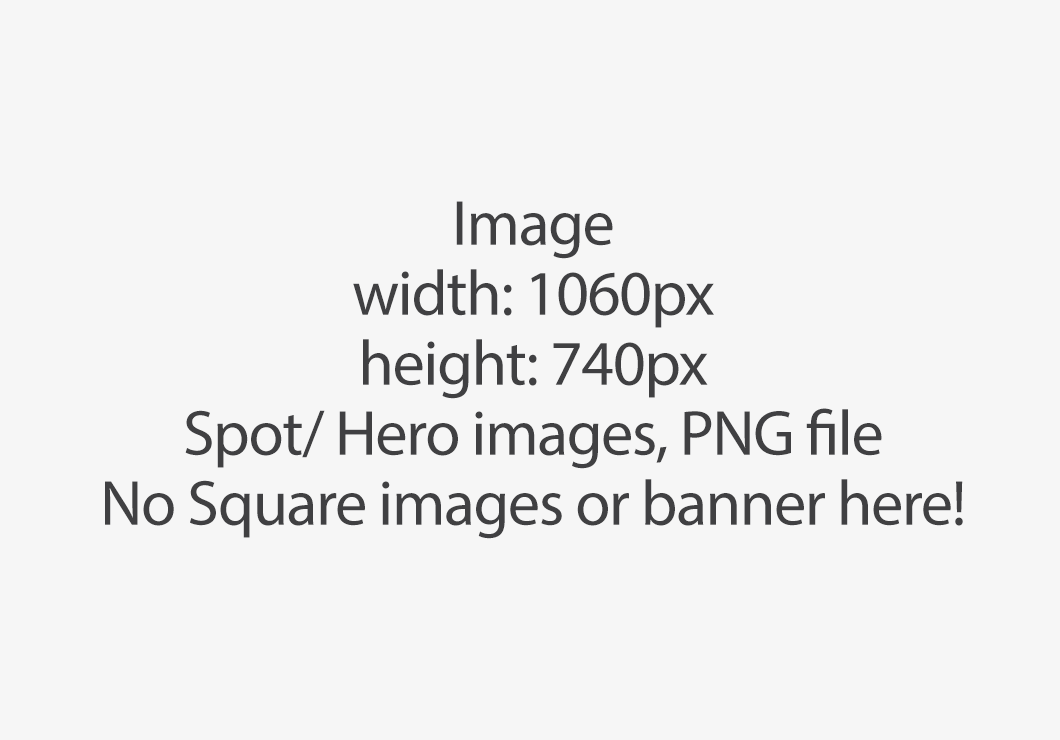 Image
width: 1060px
height: 740px
Spot/ Hero images, PNG file
No Square images or banner here!